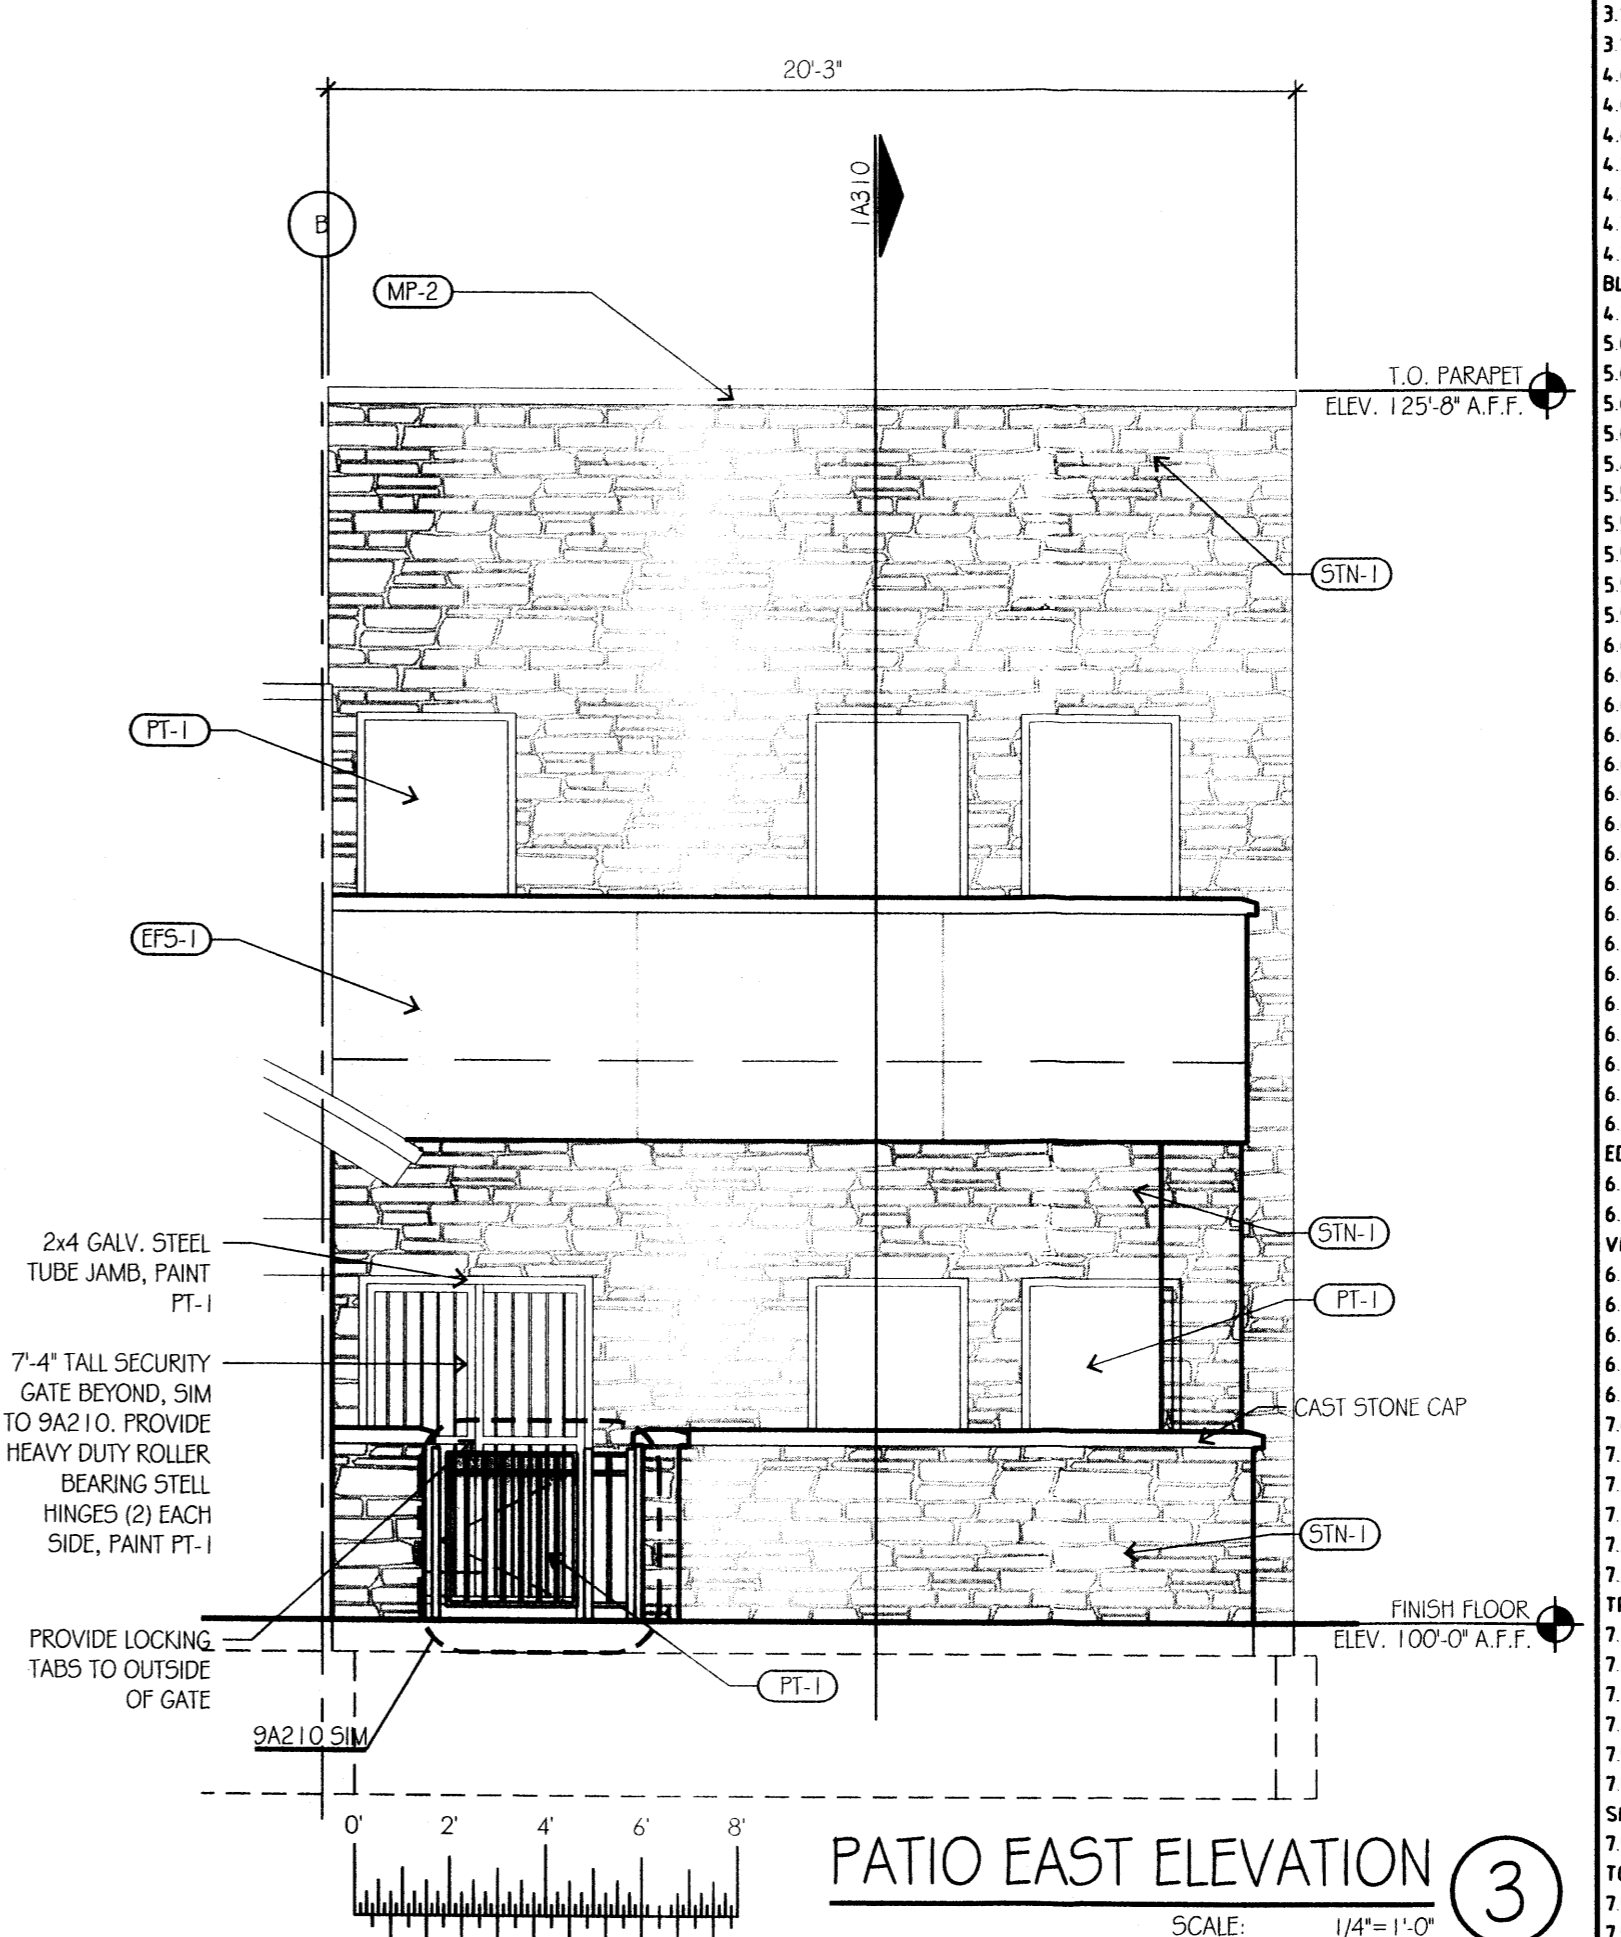 20'-3"
1A310
B
MP-2
T.O. PARAPET
ELEV. 125'-8" A.F.F.
STN-1
PT-1
EFS-1
STN-1
2x4 GALV. STEEL
TUBE JAMB, PAINT
PT-1
PT-1
7'-4" TALL SECURITY
GATE BEYOND, SIM
TO 9A210. PROVIDE
HEAVY DUTY ROLLER
BEARING STELL
HINGES (2) EACH
SIDE, PAINT PT-1
CAST STONE CAP
STN-1
FINISH FLOOR
ELEV. 100'-0" A.F.F.
PROVIDE LOCKING
TABS TO OUTSIDE
OF GATE
PT-1
9A210 SIM
0' 2' 4' 6' 8'
PATIO EAST ELEVATION
3
SCALE: 1/4"=1'-0"